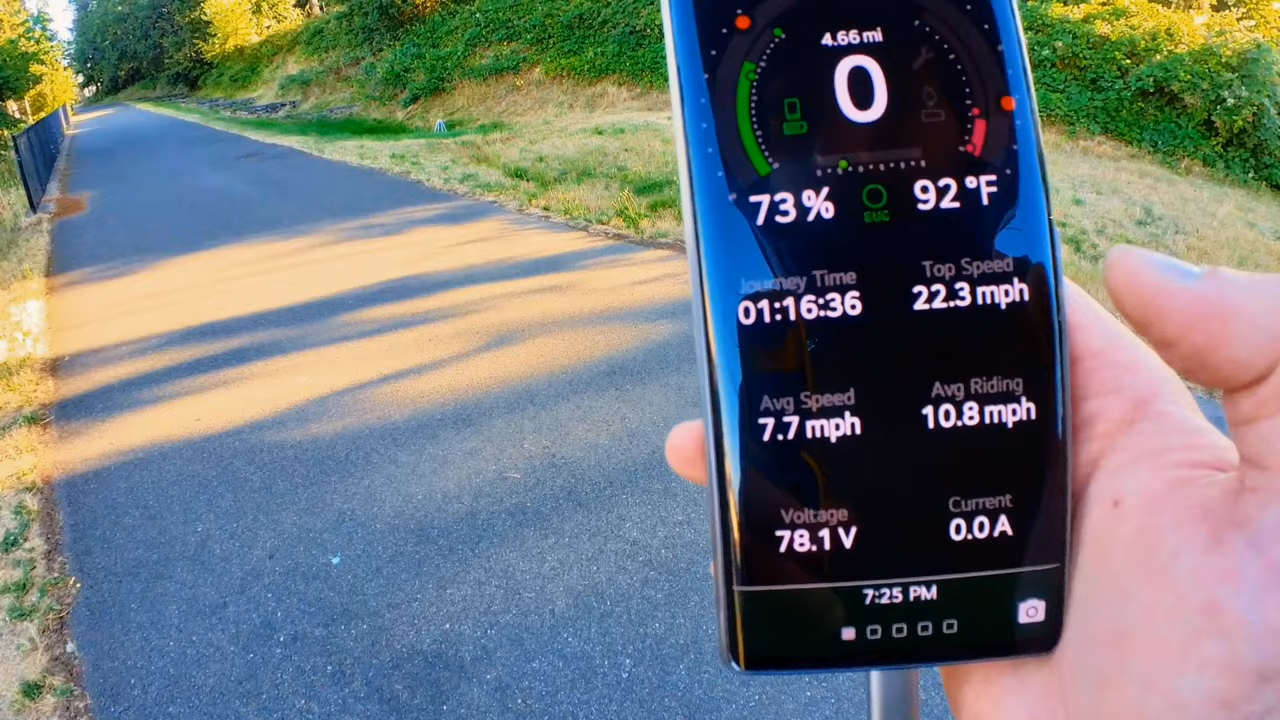 4.66 mi
0
73% EUC 92°F
Journey Time Top Speed
01:16:36 22.3 mph
Avg Speed Avg Riding
7.7 mph 10.8 mph
Voltage Current
78.1 V 0.0 A
7:25 PM